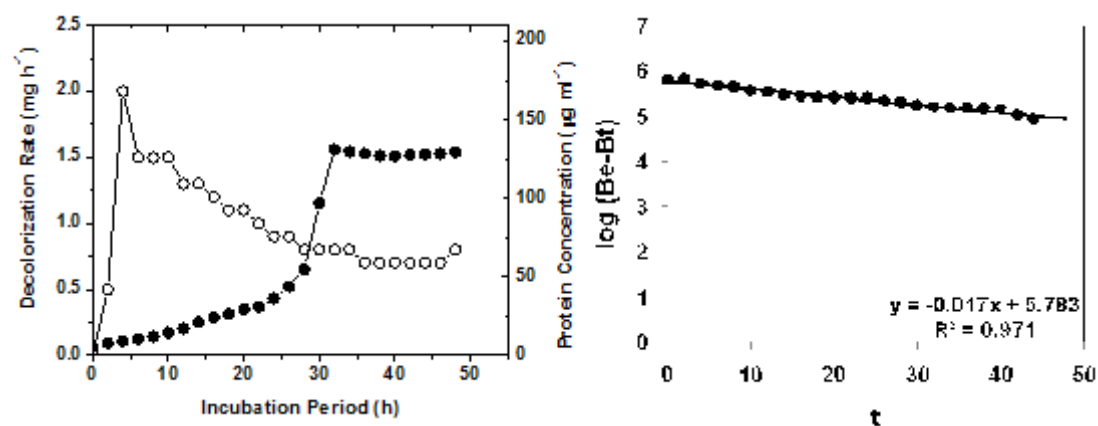 Decolorization Rate (mg h⁻¹)
2.5
2.0
1.5
1.0
0.5
0.0
0 10 20 30 40 50
Incubation Period (h)
200
150
100
50
0
Protein Concentration (µg ml⁻¹)
log (Be-Bt)
7
6
5
4
3
2
1
0
y = -0.017x + 5.783
R² = 0.971
0 10 20 30 40 50
t